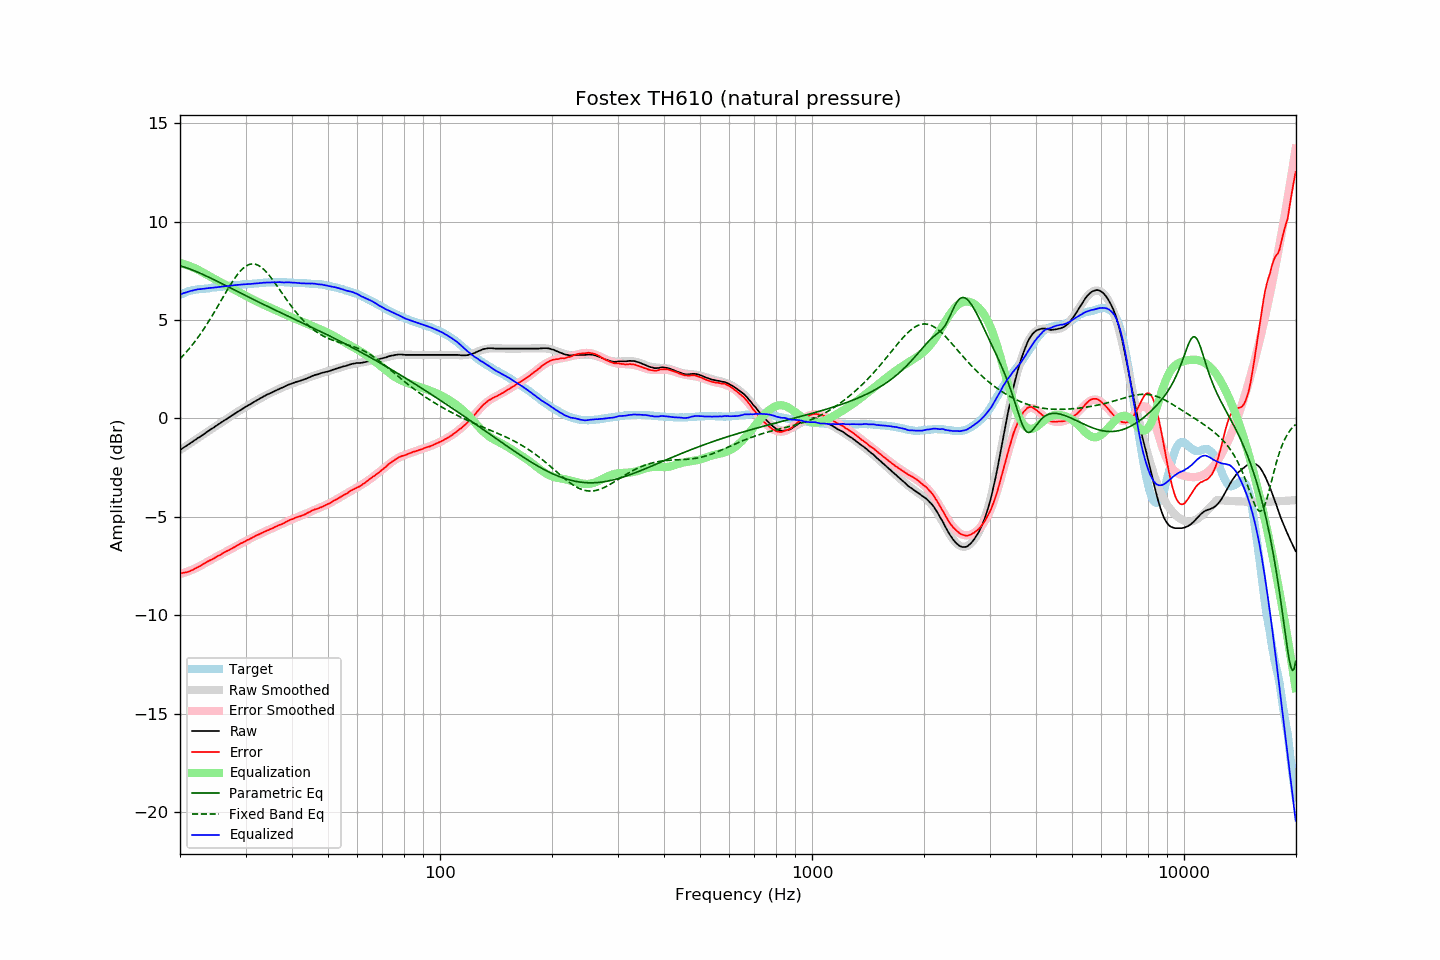 Fostex TH610 (natural pressure)
15
10
5
0
−5
−10
−15
−20
Amplitude (dBr)
Target
Raw Smoothed
Error Smoothed
Raw
Error
Equalization
Parametric Eq
Fixed Band Eq
Equalized
100
1000
10000
Frequency (Hz)